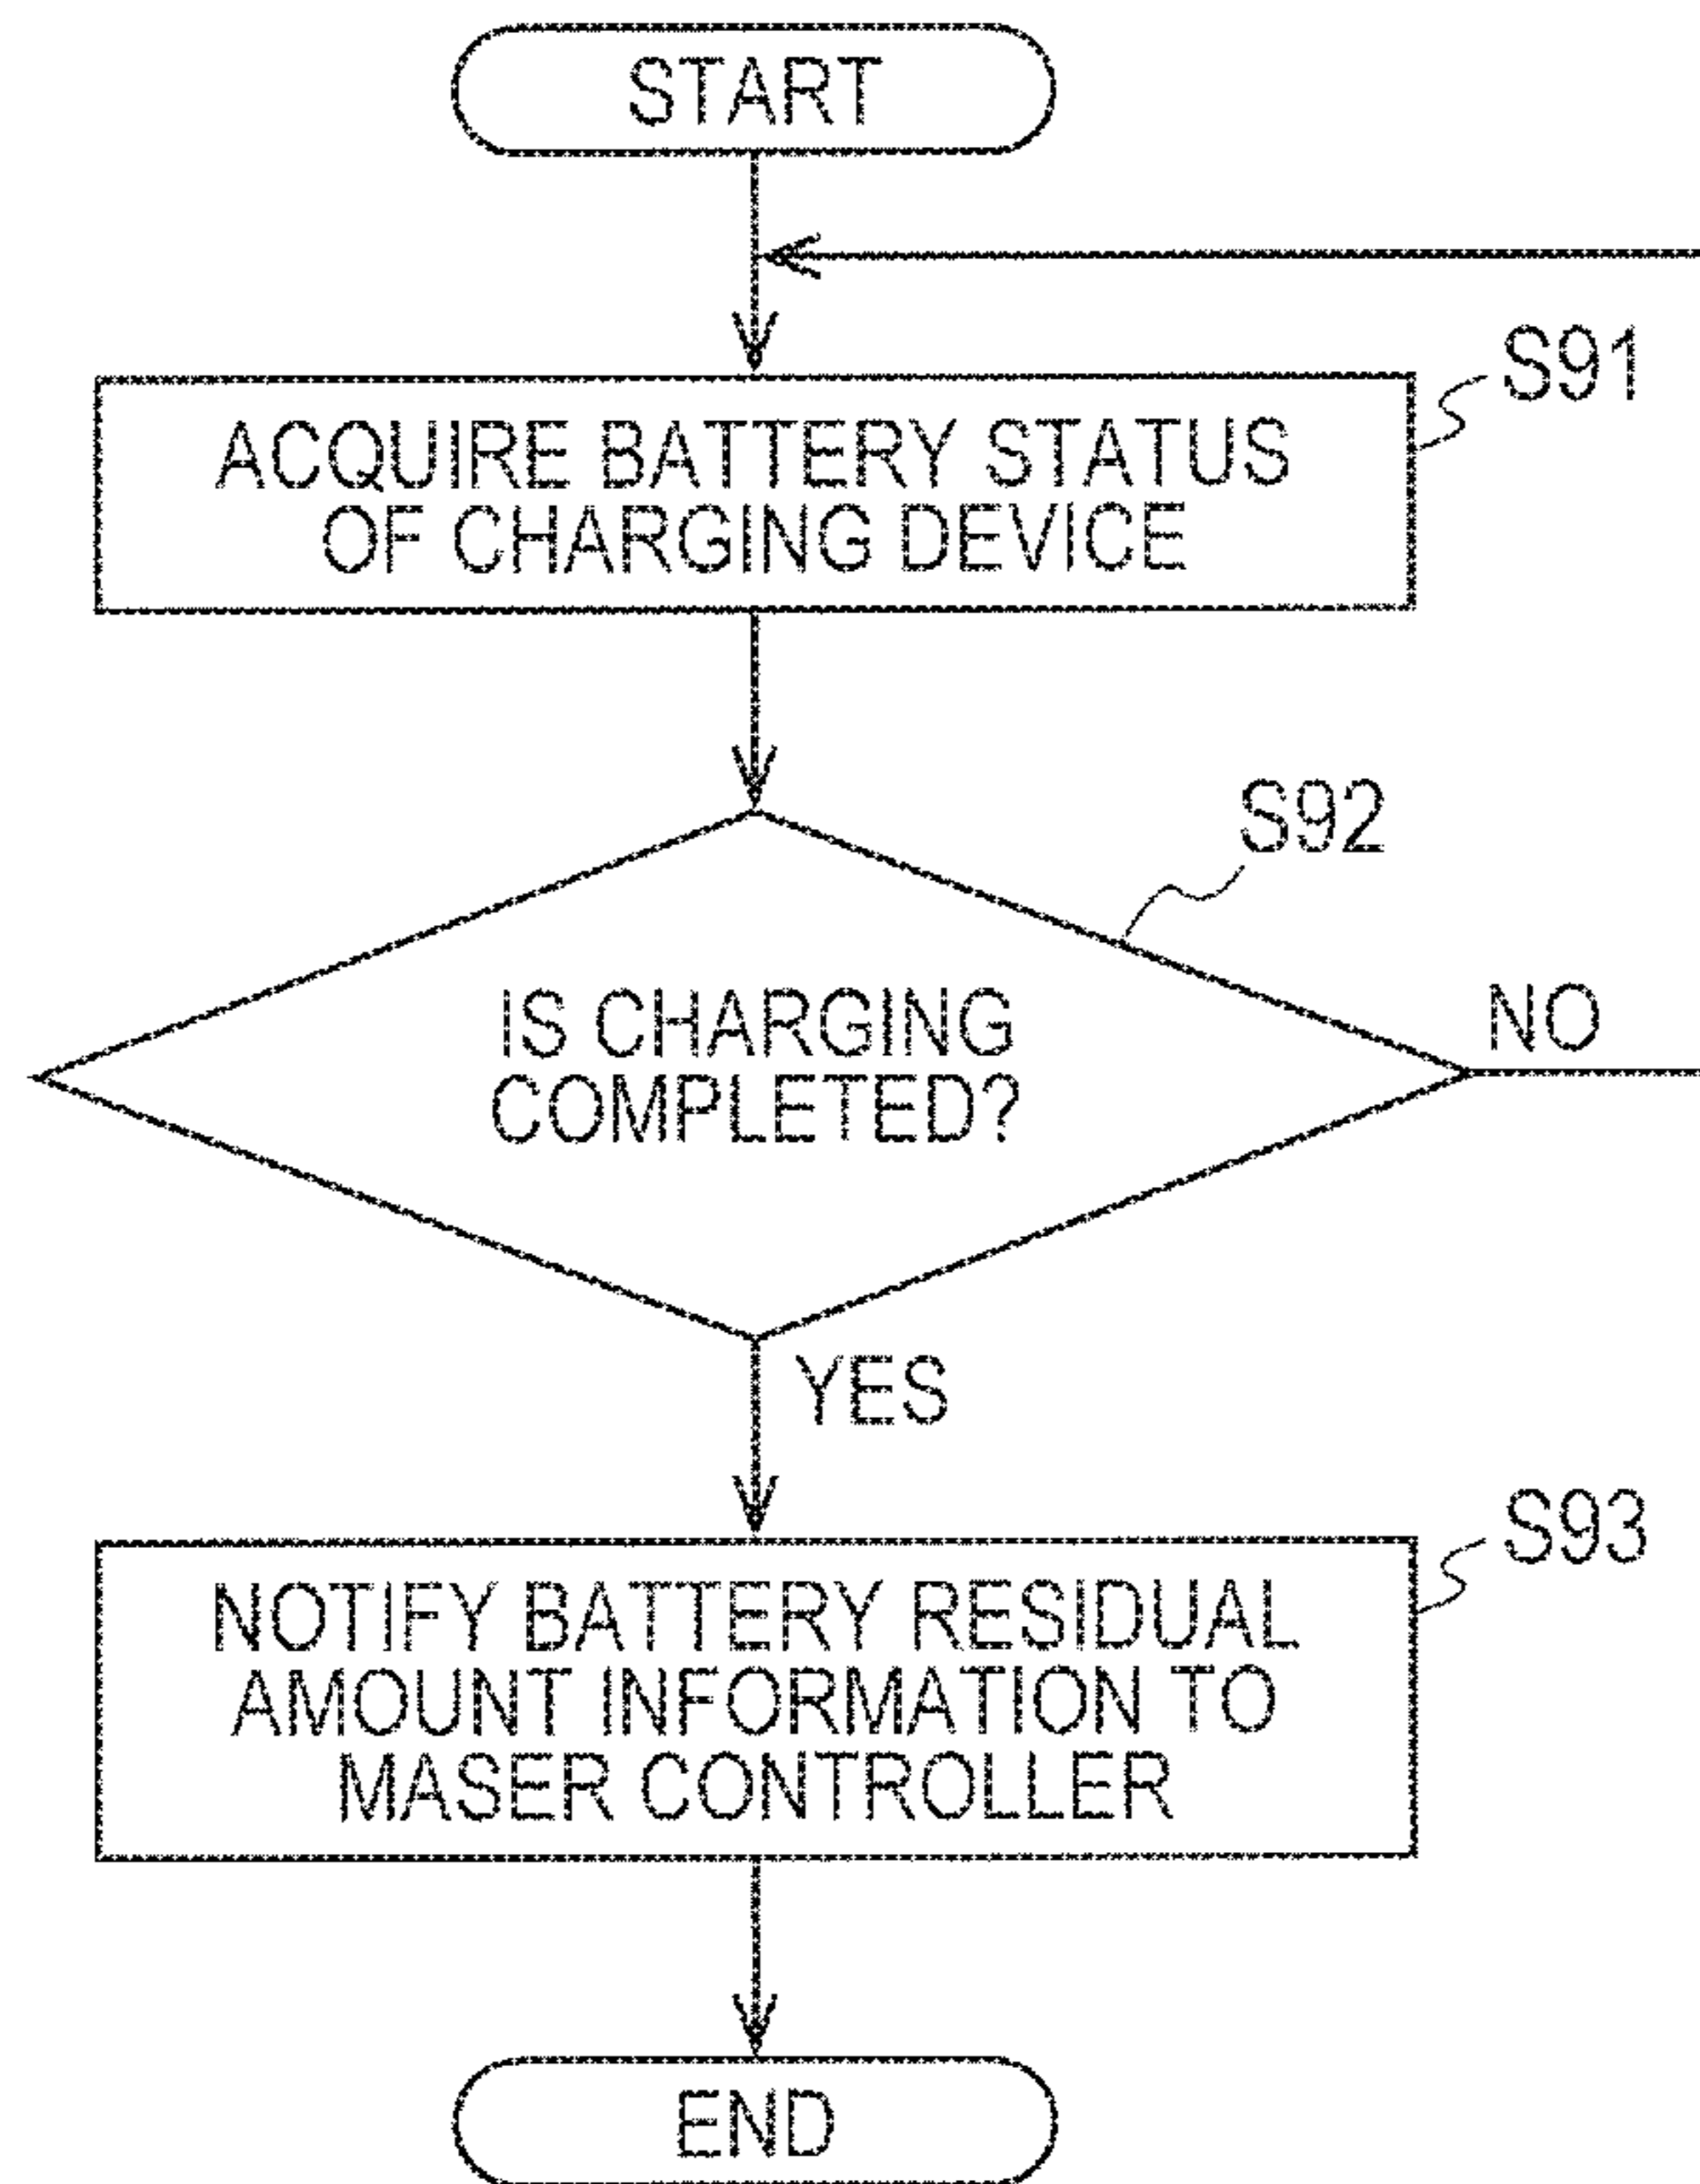 START
S91
ACQUIRE BATTERY STATUS
OF CHARGING DEVICE
S92
IS CHARGING
COMPLETED?
NO
YES
S93
NOTIFY BATTERY RESIDUAL
AMOUNT INFORMATION TO
MASER CONTROLLER
END